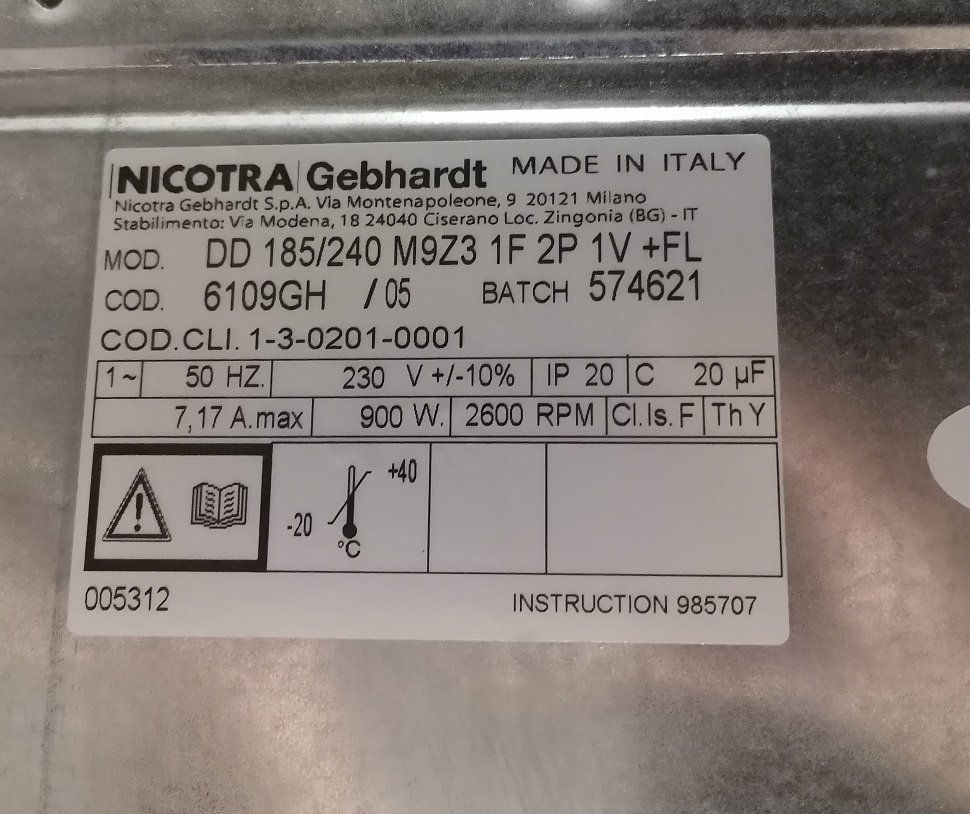 NICOTRA Gebhardt MADE IN ITALY
Nicotra Gebhardt S.p.A. Via Montenapoleone, 9 20121 Milano
Stabilimento: Via Modena, 18 24040 Ciserano Loc. Zingonia (BG) - IT
MOD. DD 185/240 M9Z3 1F 2P 1V +FL
COD. 6109GH / 05 BATCH 574621
COD.CLI. 1-3-0201-0001
1~ 50 HZ. 230 V +/-10% IP 20 C 20 µF
7,17 A.max 900 W. 2600 RPM Cl.Is. F Th Y
+40
-20
°C
005312 INSTRUCTION 985707